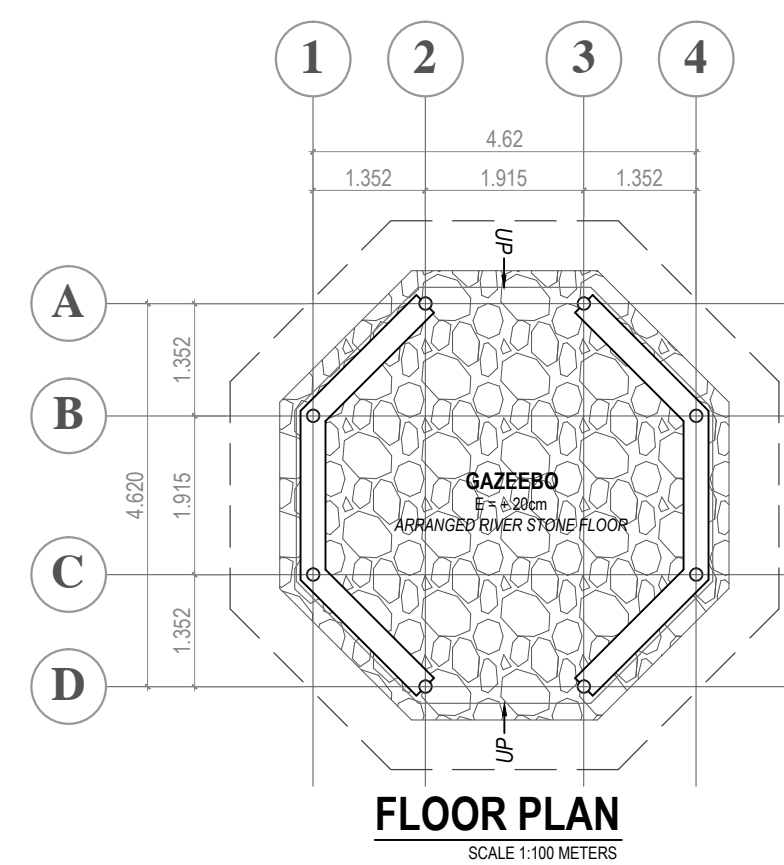 1 2 3 4
4.62
1.352 1.915 1.352
UP
A
1.352
B
4.620
1.915
GAZEEBO
E = + 20cm
ARRANGED RIVER STONE FLOOR
C
1.352
D
UP
FLOOR PLAN
SCALE 1:100 METERS